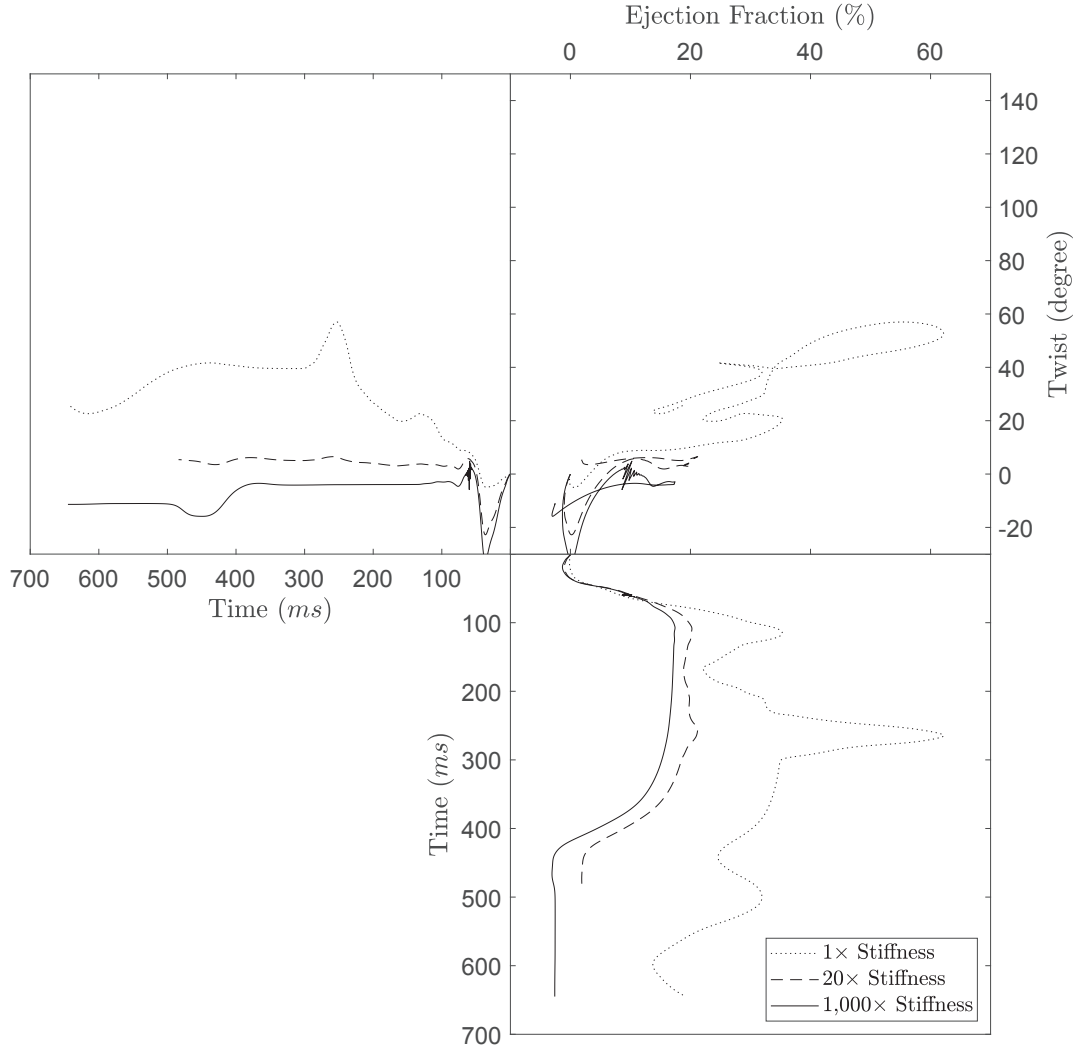 Ejection Fraction (%)
0 20 40 60
140
120
100
80
60
40
20
0
-20
Twist (degree)
700 600 500 400 300 200 100
Time (ms)
100
200
300
400
500
600
700
Time (ms)
1× Stiffness
20× Stiffness
1,000× Stiffness